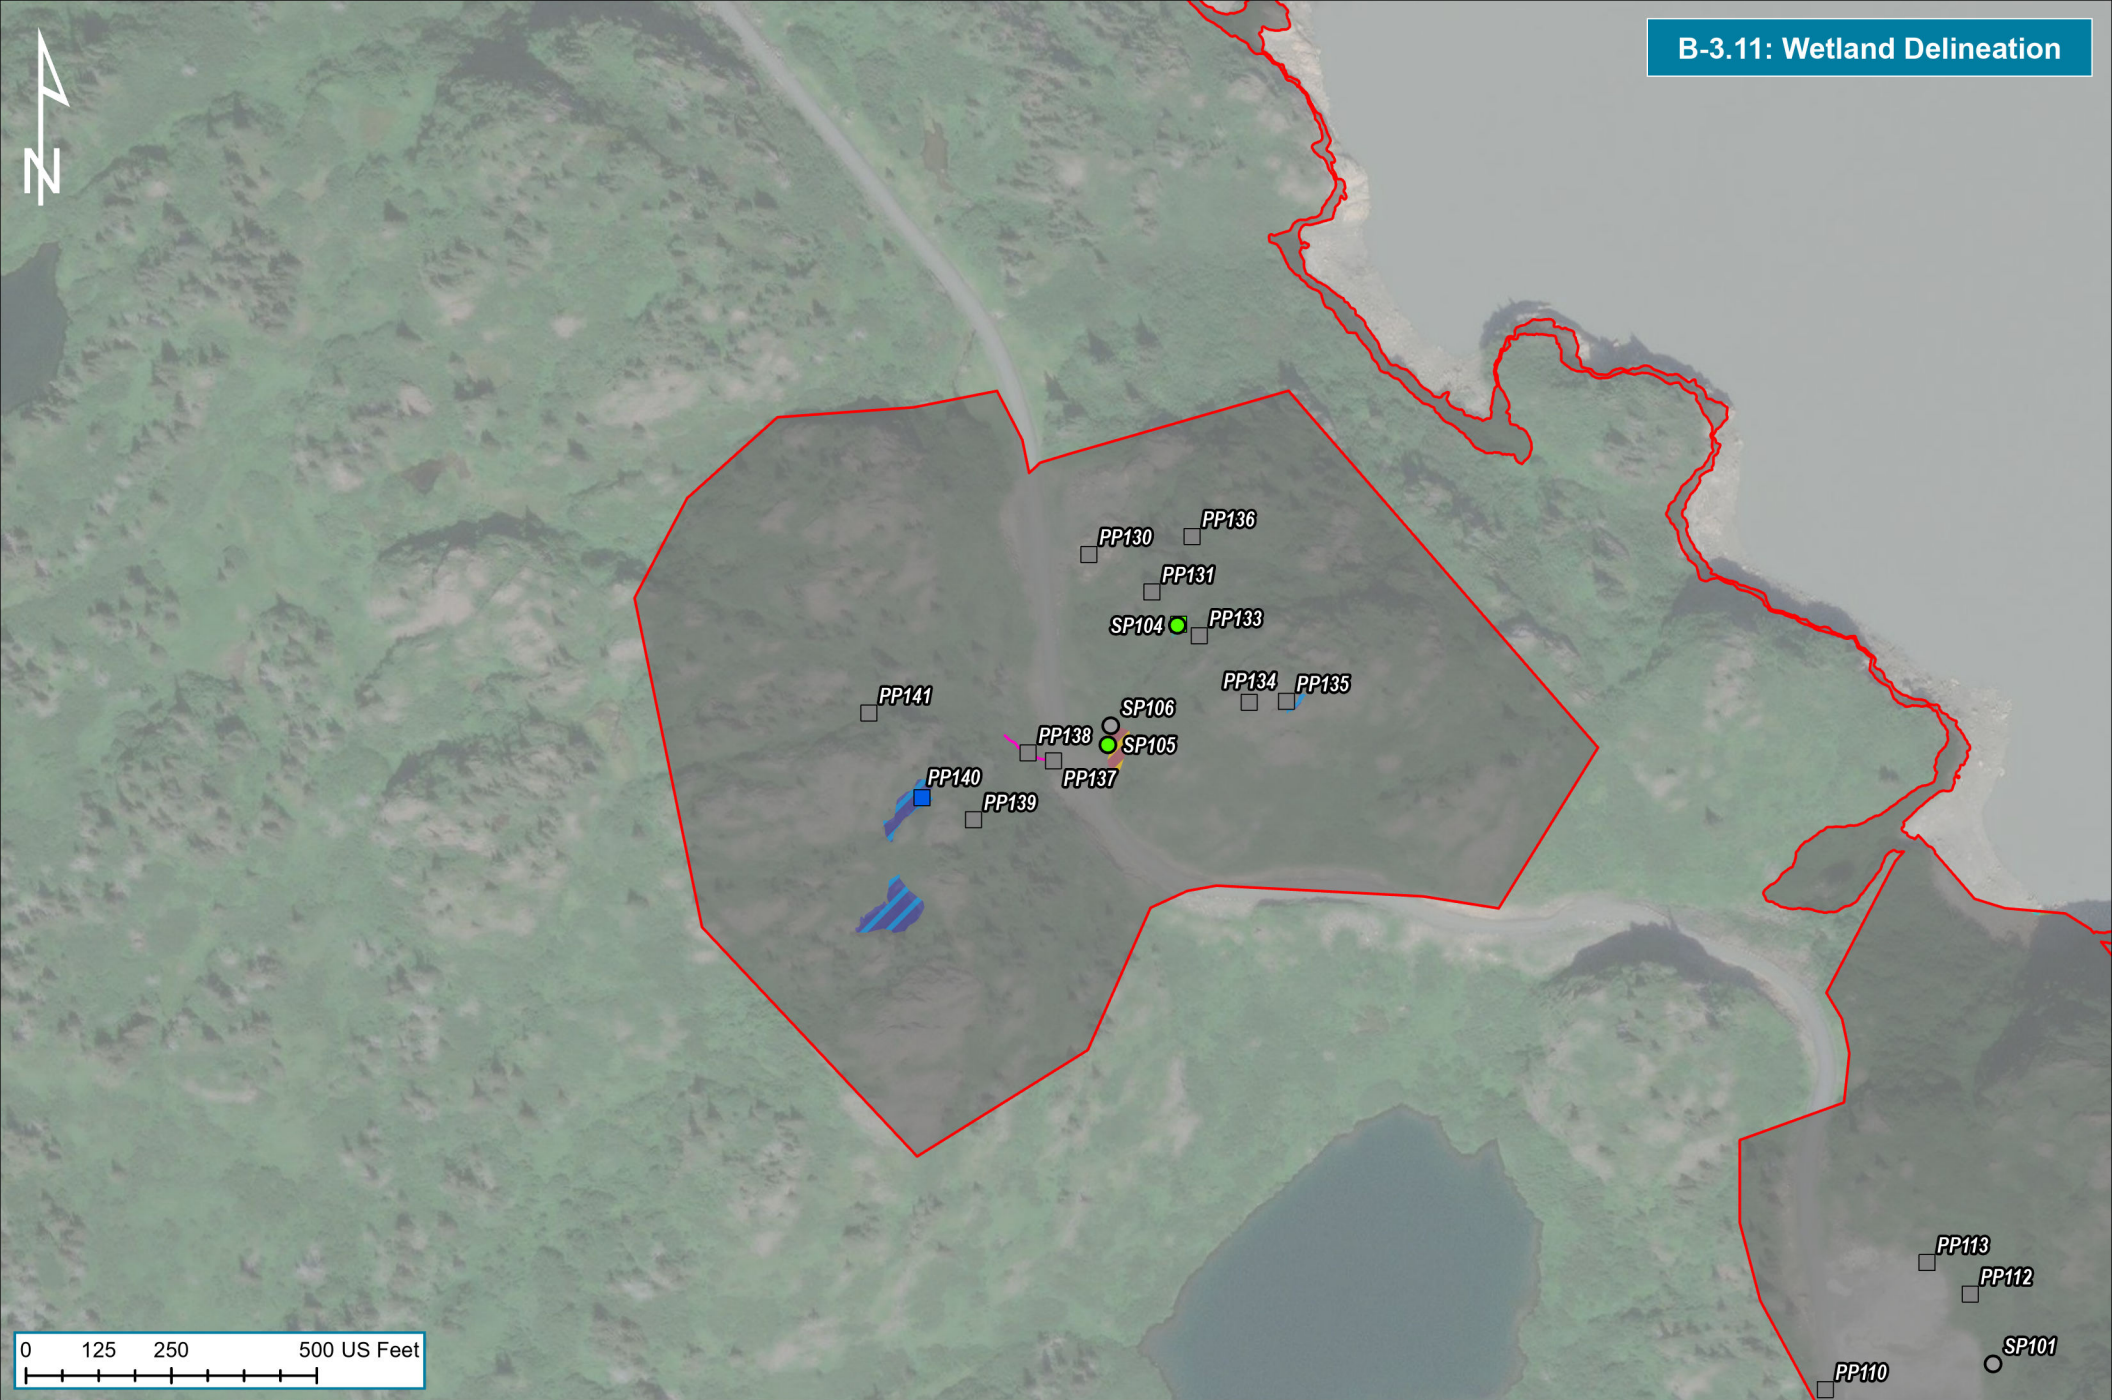 B-3.11: Wetland Delineation
N
PP136
PP130
PP131
PP133
SP104
PP134
PP135
PP141
SP106
PP138
SP105
PP140
PP137
PP139
PP113
PP112
SP101
PP110
0 125 250 500 US Feet